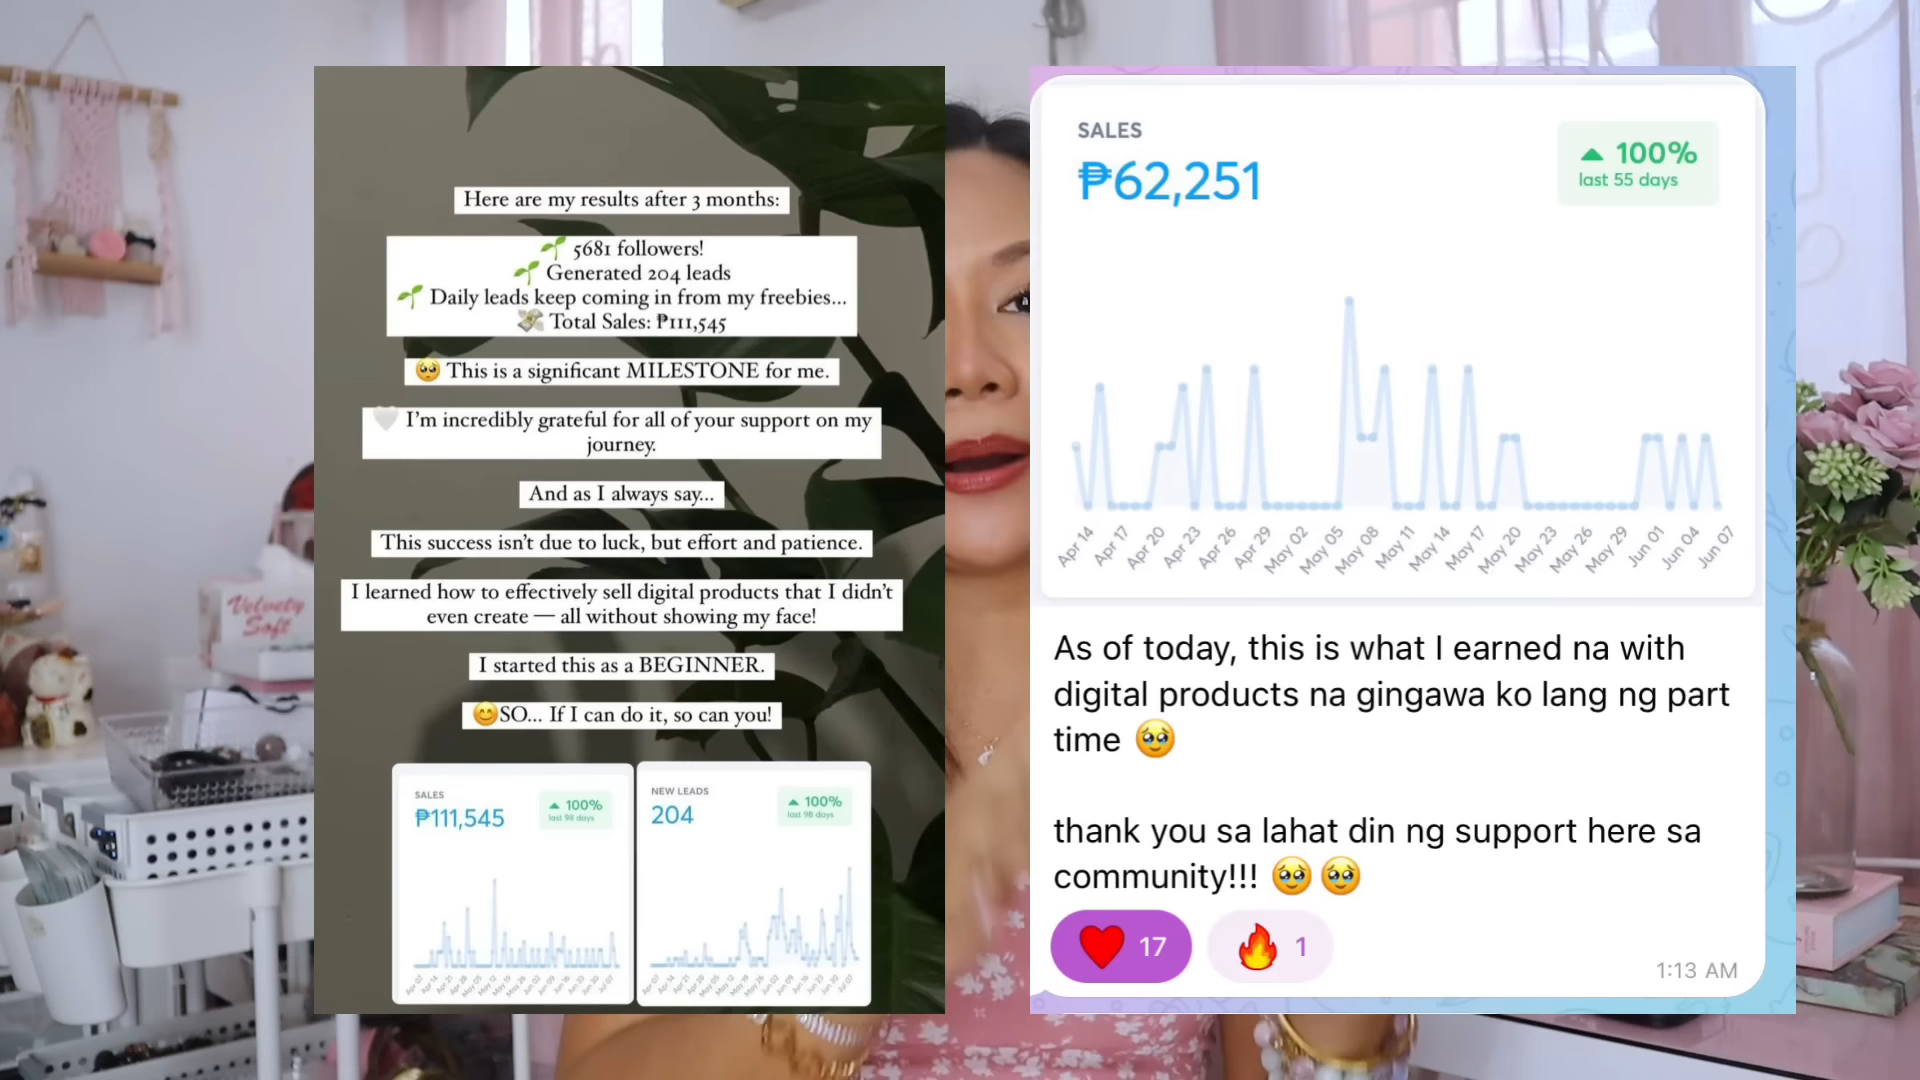 Here are my results after 3 months:
🌱 5681 followers!
🌱 Generated 204 leads
🌱 Daily leads keep coming in from my freebies...
💸 Total Sales: ₱111,545
🥺 This is a significant MILESTONE for me.
🤍 I'm incredibly grateful for all of your support on my
journey.
And as I always say...
This success isn't due to luck, but effort and patience.
I learned how to effectively sell digital products that I didn't
even create — all without showing my face!
I started this as a BEGINNER.
😊SO... If I can do it, so can you!
SALES
₱111,545
100%
last 98 days
NEW LEADS
204
100%
last 98 days
SALES
₱62,251
100%
last 55 days
Apr 14
Apr 17
Apr 20
Apr 23
Apr 26
Apr 29
May 02
May 05
May 08
May 11
May 14
May 17
May 20
May 23
May 26
May 29
Jun 01
Jun 04
Jun 07
As of today, this is what I earned na with
digital products na gingawa ko lang ng part
time 🥹
thank you sa lahat din ng support here sa
community!!! 🥹🥹
❤️ 17
🔥 1
1:13 AM
Velvety
Soft